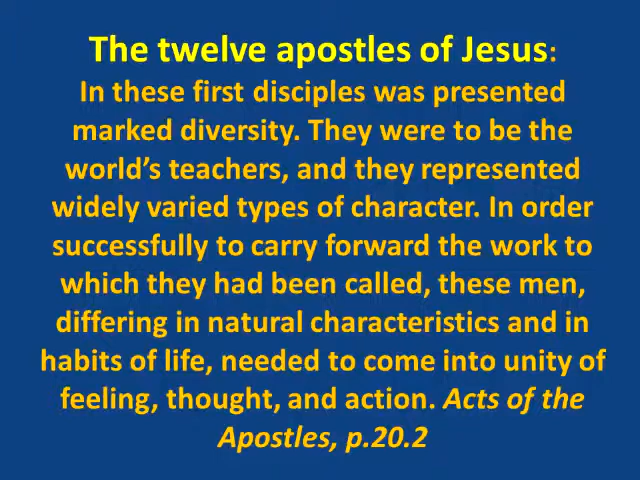 The twelve apostles of Jesus:
In these first disciples was presented
marked diversity. They were to be the
world’s teachers, and they represented
widely varied types of character. In order
successfully to carry forward the work to
which they had been called, these men,
differing in natural characteristics and in
habits of life, needed to come into unity of
feeling, thought, and action. Acts of the
Apostles, p.20.2